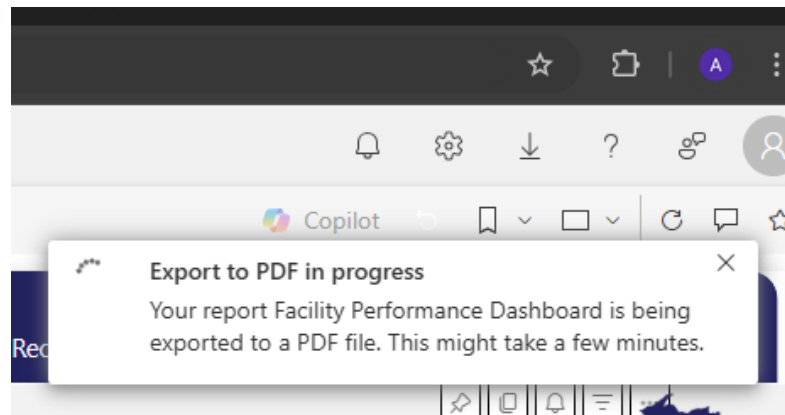 A
Copilot
Export to PDF in progress
Your report Facility Performance Dashboard is being
exported to a PDF file. This might take a few minutes.
Rec